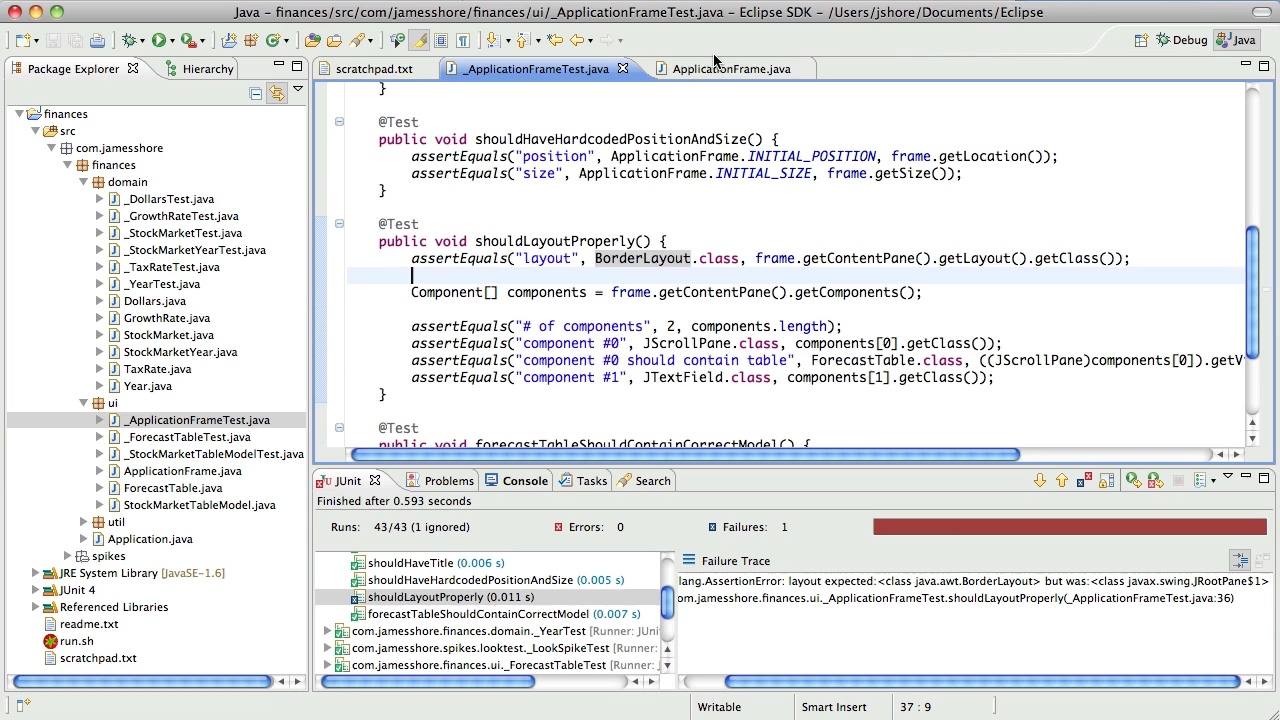 Java – finances/src/com/jamesshore/finances/ui/_ApplicationFrameTest.java – Eclipse SDK – /Users/jshore/Documents/Eclipse
Debug
Java
Package Explorer
Hierarchy
scratchpad.txt
_ApplicationFrameTest.java
ApplicationFrame.java
finances
src
com.jamesshore
finances
domain
_DollarsTest.java
_GrowthRateTest.java
_StockMarketTest.java
_StockMarketYearTest.java
_TaxRateTest.java
_YearTest.java
Dollars.java
GrowthRate.java
StockMarket.java
StockMarketYear.java
TaxRate.java
Year.java
ui
_ApplicationFrameTest.java
_ForecastTableTest.java
_StockMarketTableModelTest.java
ApplicationFrame.java
ForecastTable.java
StockMarketTableModel.java
util
Application.java
spikes
JRE System Library [JavaSE-1.6]
JUnit 4
Referenced Libraries
readme.txt
run.sh
scratchpad.txt
}
@Test
public void shouldHaveHardcodedPositionAndSize() {
assertEquals("position", ApplicationFrame.INITIAL_POSITION, frame.getLocation());
assertEquals("size", ApplicationFrame.INITIAL_SIZE, frame.getSize());
}
@Test
public void shouldLayoutProperly() {
assertEquals("layout", BorderLayout.class, frame.getContentPane().getLayout().getClass());
Component[] components = frame.getContentPane().getComponents();
assertEquals("# of components", 2, components.length);
assertEquals("component #0", JScrollPane.class, components[0].getClass());
assertEquals("component #0 should contain table", ForecastTable.class, ((JScrollPane)components[0]).getV
assertEquals("component #1", JTextField.class, components[1].getClass());
}
@Test
public void forecastTableShouldContainCorrectModel() {
JUnit
Problems
Console
Tasks
Search
Finished after 0.593 seconds
Runs: 43/43 (1 ignored)
Errors: 0
Failures: 1
shouldHaveTitle (0.006 s)
shouldHaveHardcodedPositionAndSize (0.005 s)
shouldLayoutProperly (0.011 s)
forecastTableShouldContainCorrectModel (0.007 s)
com.jamesshore.finances.domain._YearTest [Runner: JUni
com.jamesshore.spikes.looktest._LookSpikeTest [Runner:
com.jamesshore.finances.ui._ForecastTableTest [Runner: J
Failure Trace
lang.AssertionError: layout expected:<class java.awt.BorderLayout> but was:<class javax.swing.JRootPane$1>
om.jamesshore.finances.ui._ApplicationFrameTest.shouldLayoutProperly(_ApplicationFrameTest.java:36)
Writable
Smart Insert
37 : 9